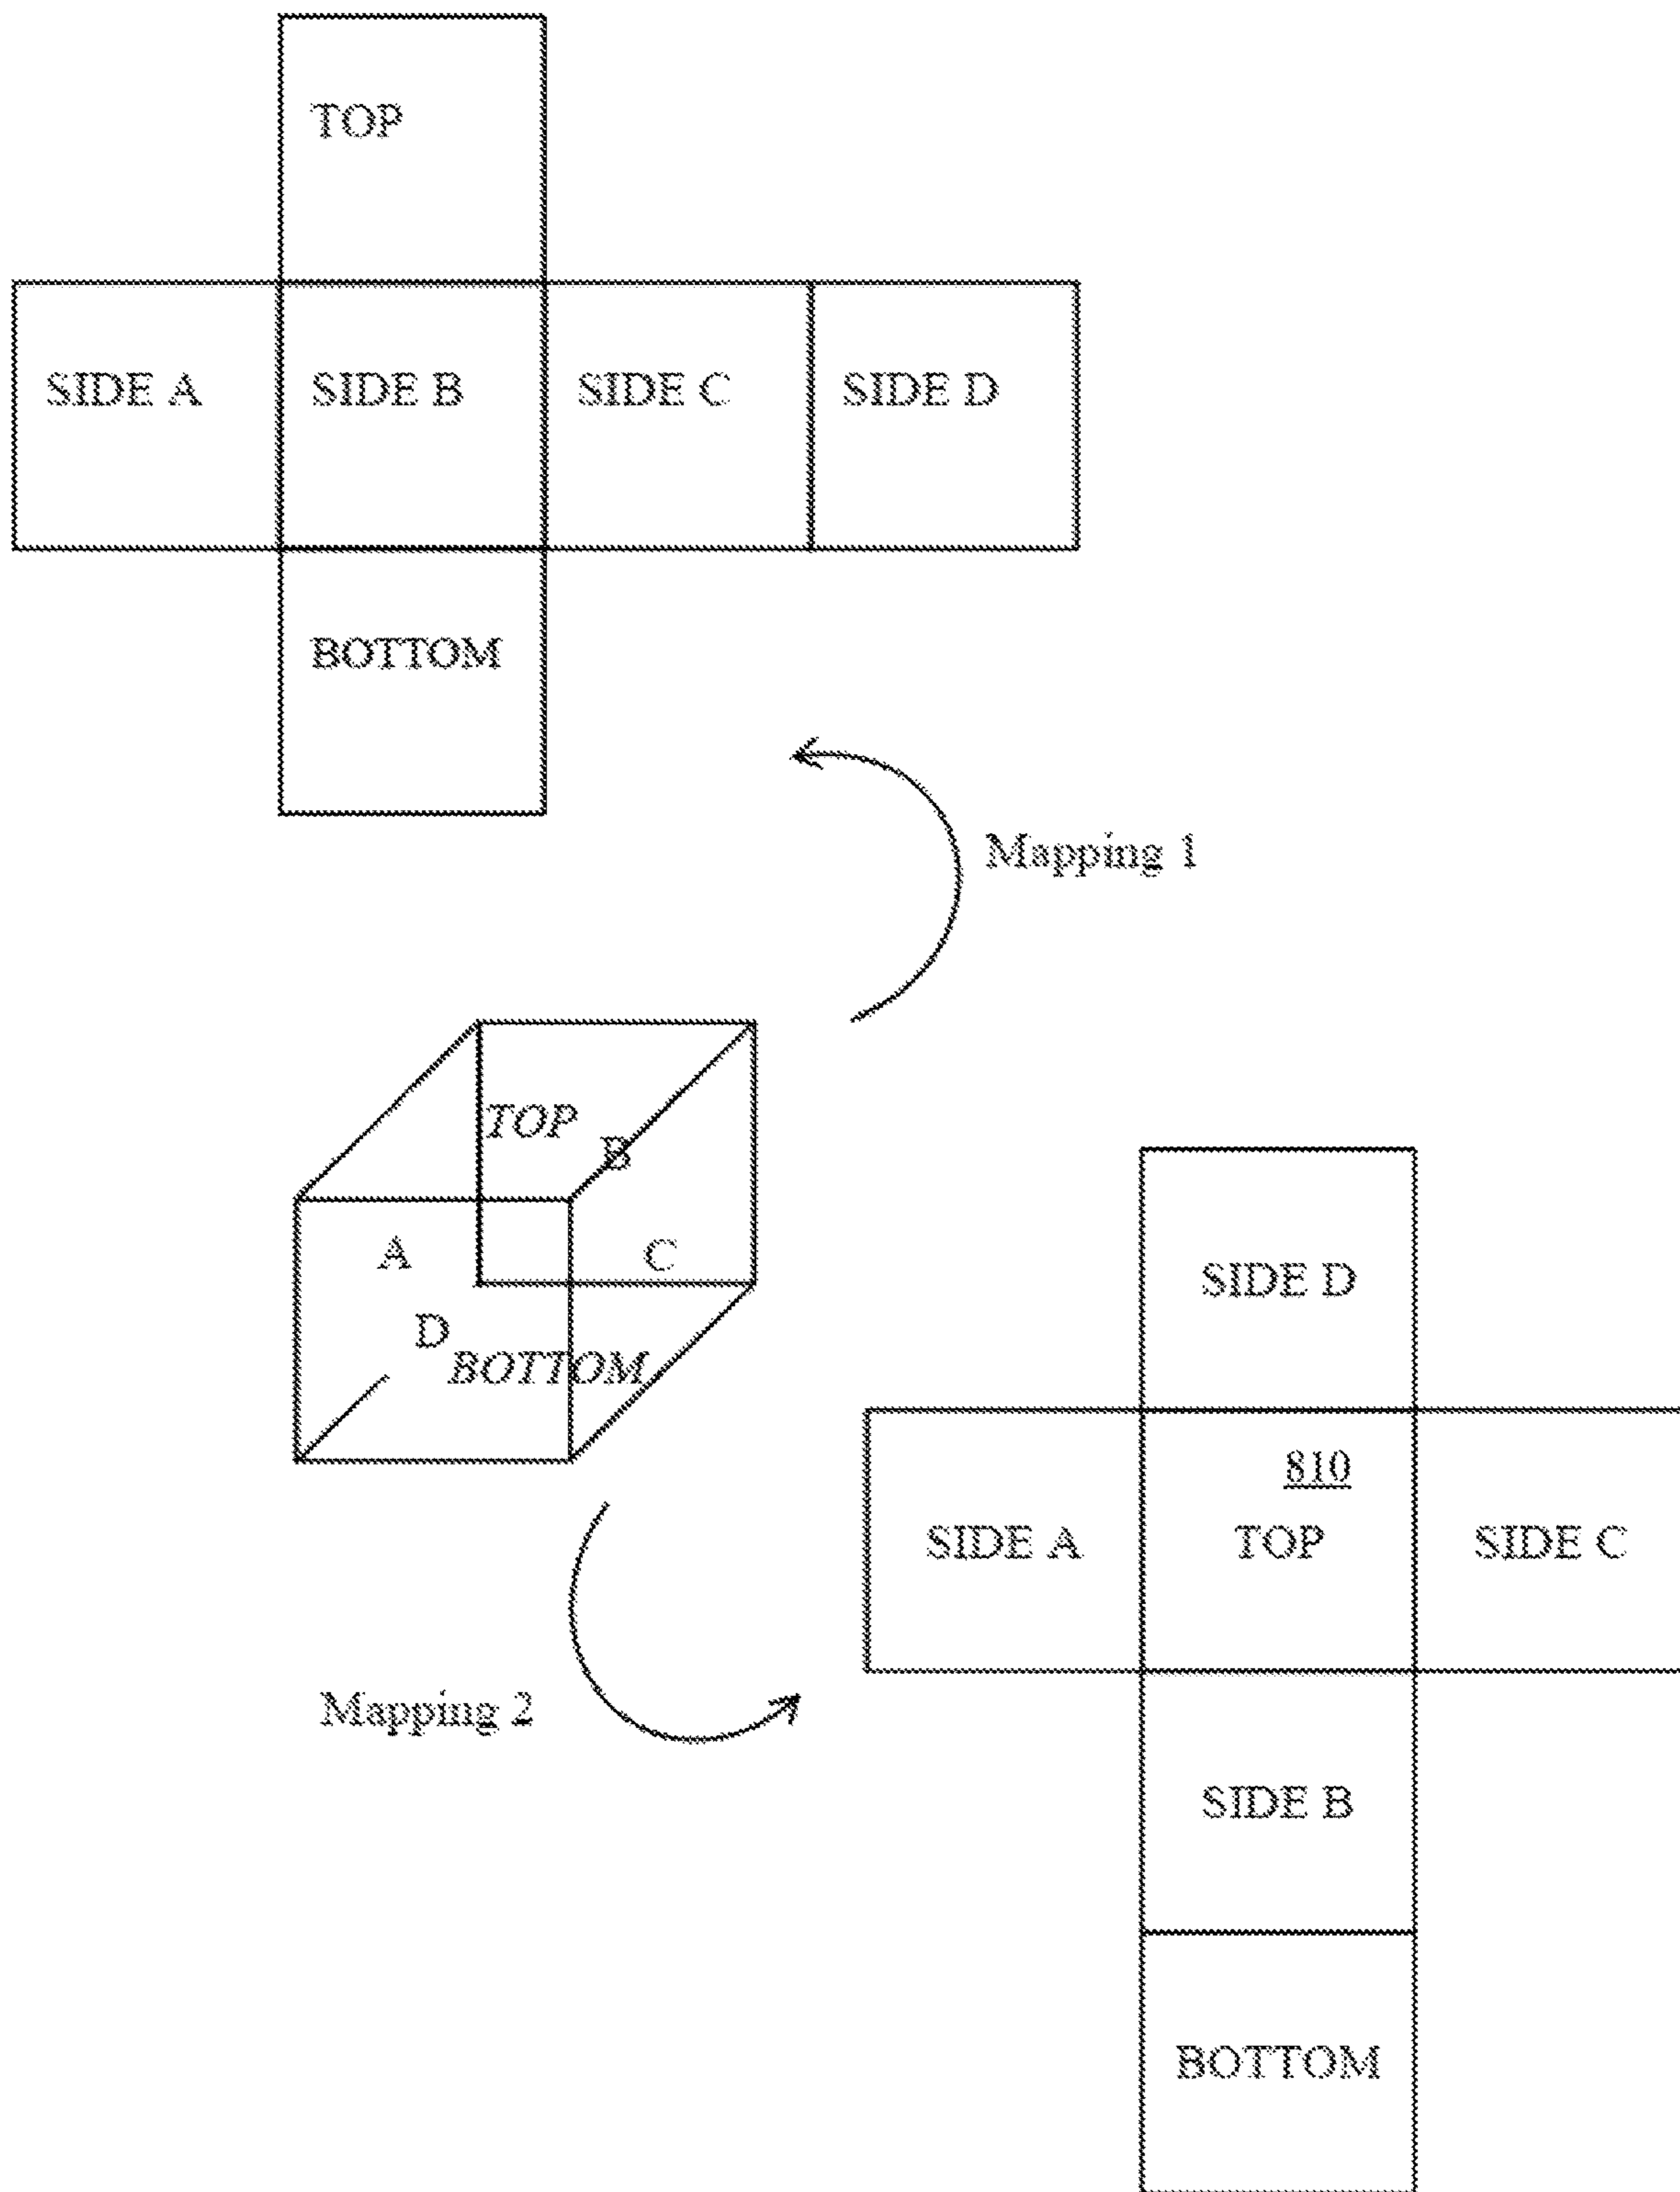 TOP
SIDE A SIDE B SIDE C SIDE D
BOTTOM
Mapping 1
TOP
B
A
C
D
BOTTOM
SIDE D
810
SIDE A TOP SIDE C
Mapping 2
SIDE B
BOTTOM